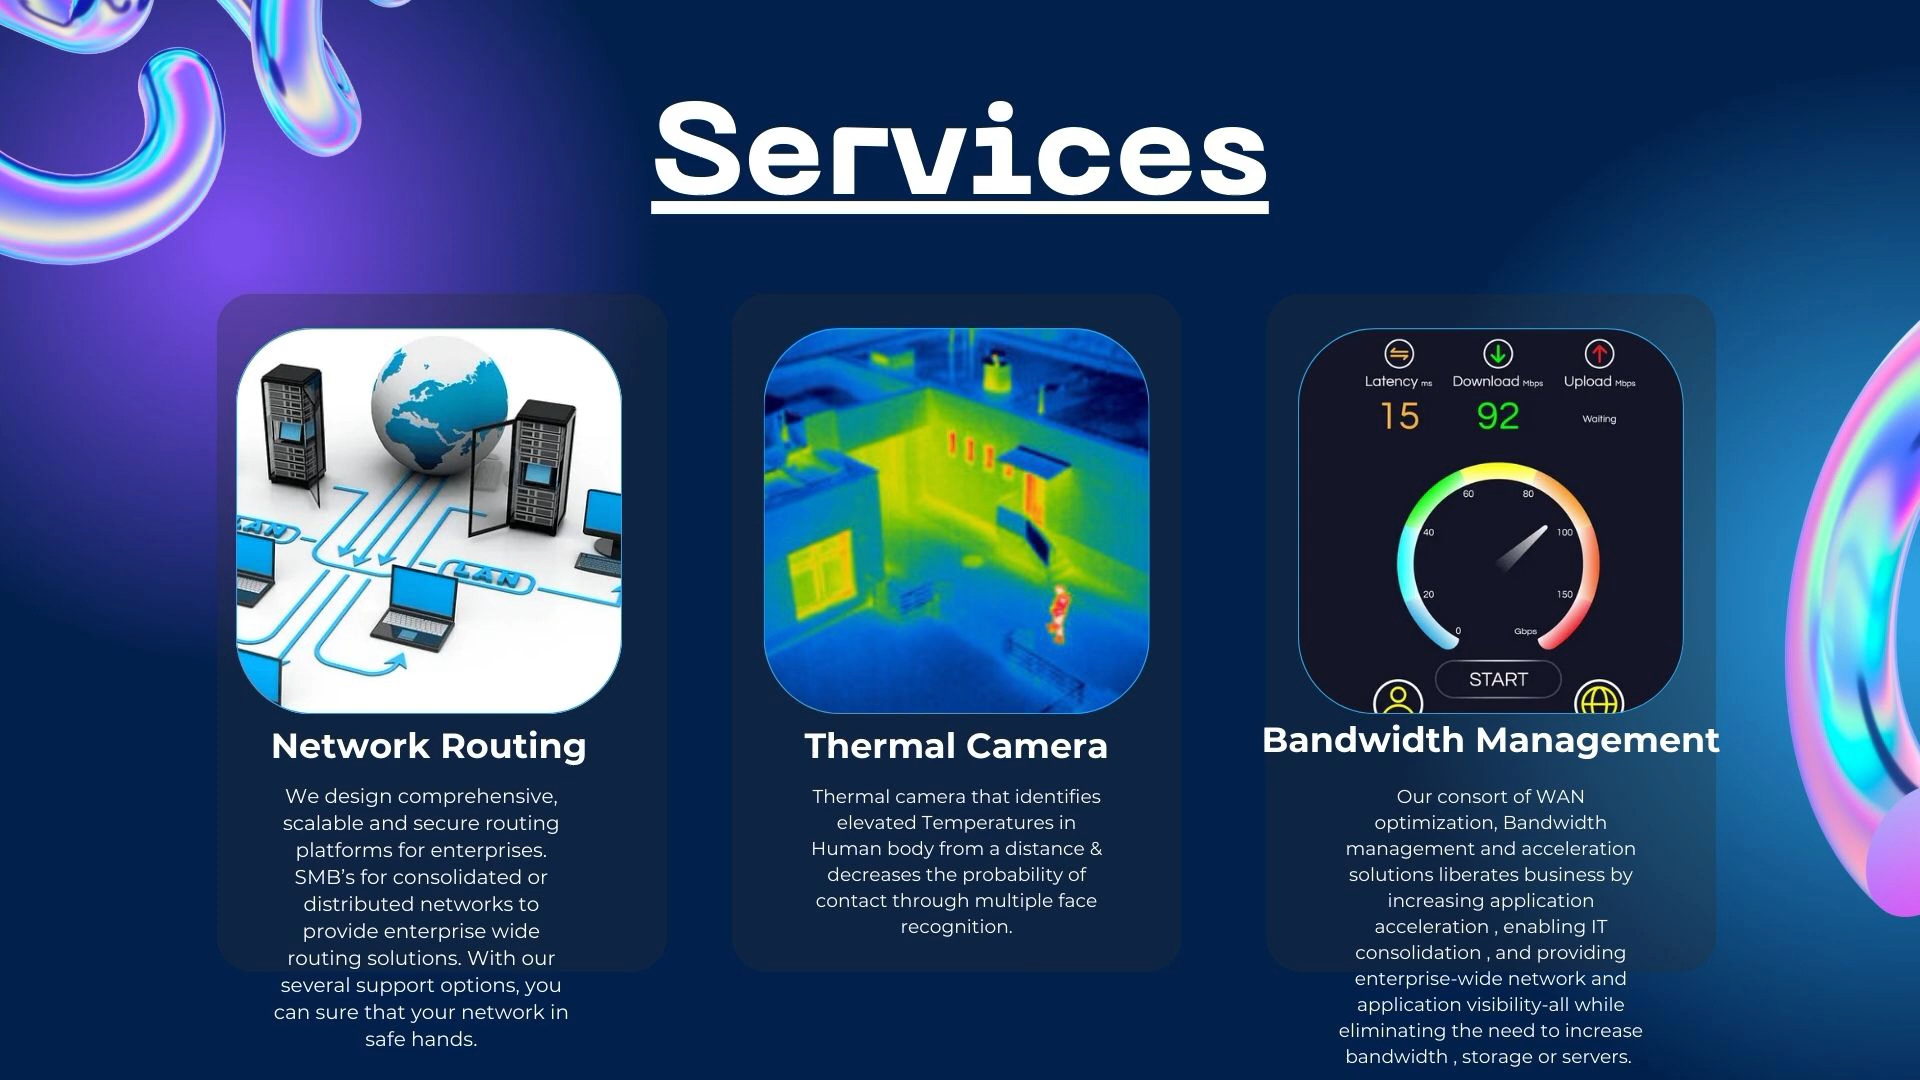 Services
LAN
LAN
Network Routing
We design comprehensive,
scalable and secure routing
platforms for enterprises.
SMB’s for consolidated or
distributed networks to
provide enterprise wide
routing solutions. With our
several support options, you
can sure that your network in
safe hands.
Thermal Camera
Thermal camera that identifies
elevated Temperatures in
Human body from a distance &
decreases the probability of
contact through multiple face
recognition.
Latency ms Download Mbps Upload Mbps
15 92 Waiting
60 80
40 100
20 150
0 Gbps
START
Bandwidth Management
Our consort of WAN
optimization, Bandwidth
management and acceleration
solutions liberates business by
increasing application
acceleration , enabling IT
consolidation , and providing
enterprise-wide network and
application visibility-all while
eliminating the need to increase
bandwidth , storage or servers.